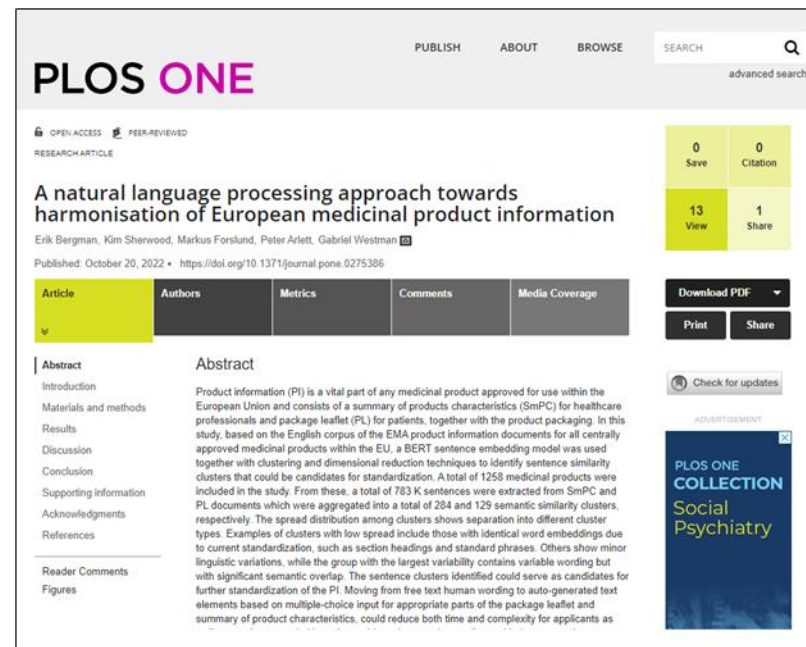 PUBLISH ABOUT BROWSE SEARCH
advanced search
PLOS ONE
OPEN ACCESS PEER-REVIEWED
RESEARCH ARTICLE
A natural language processing approach towards
harmonisation of European medicinal product information
Erik Bergman, Kim Sherwood, Markus Forslund, Peter Arlett, Gabriel Westman
Published: October 20, 2022 • https://doi.org/10.1371/journal.pone.0275386
0
Save
0
Citation
13
View
1
Share
Article
Authors
Metrics
Comments
Media Coverage
Download PDF
Print
Share
Check for updates
Abstract
Introduction
Materials and methods
Results
Discussion
Conclusion
Supporting information
Acknowledgments
References
Reader Comments
Figures
Abstract
Product information (PI) is a vital part of any medicinal product approved for use within the
European Union and consists of a summary of products characteristics (SmPC) for healthcare
professionals and package leaflet (PL) for patients, together with the product packaging. In this
study, based on the English corpus of the EMA product information documents for all centrally
approved medicinal products within the EU, a BERT sentence embedding model was used
together with clustering and dimensional reduction techniques to identify sentence similarity
clusters that could be candidates for standardization. A total of 1258 medicinal products were
included in the study. From these, a total of 783 K sentences were extracted from SmPC and
PL documents which were aggregated into a total of 284 and 129 semantic similarity clusters,
respectively. The spread distribution among clusters shows separation into different cluster
types. Examples of clusters with low spread include those with identical word embeddings due
to current standardization, such as section headings and standard phrases. Others show minor
linguistic variations, while the group with the largest variability contains variable wording but
with significant semantic overlap. The sentence clusters identified could serve as candidates for
further standardization of the PI. Moving from free text human wording to auto-generated text
elements based on multiple-choice input for appropriate parts of the package leaflet and
summary of product characteristics, could reduce both time and complexity for applicants as
ADVERTISEMENT
PLOS ONE
COLLECTION
Social
Psychiatry